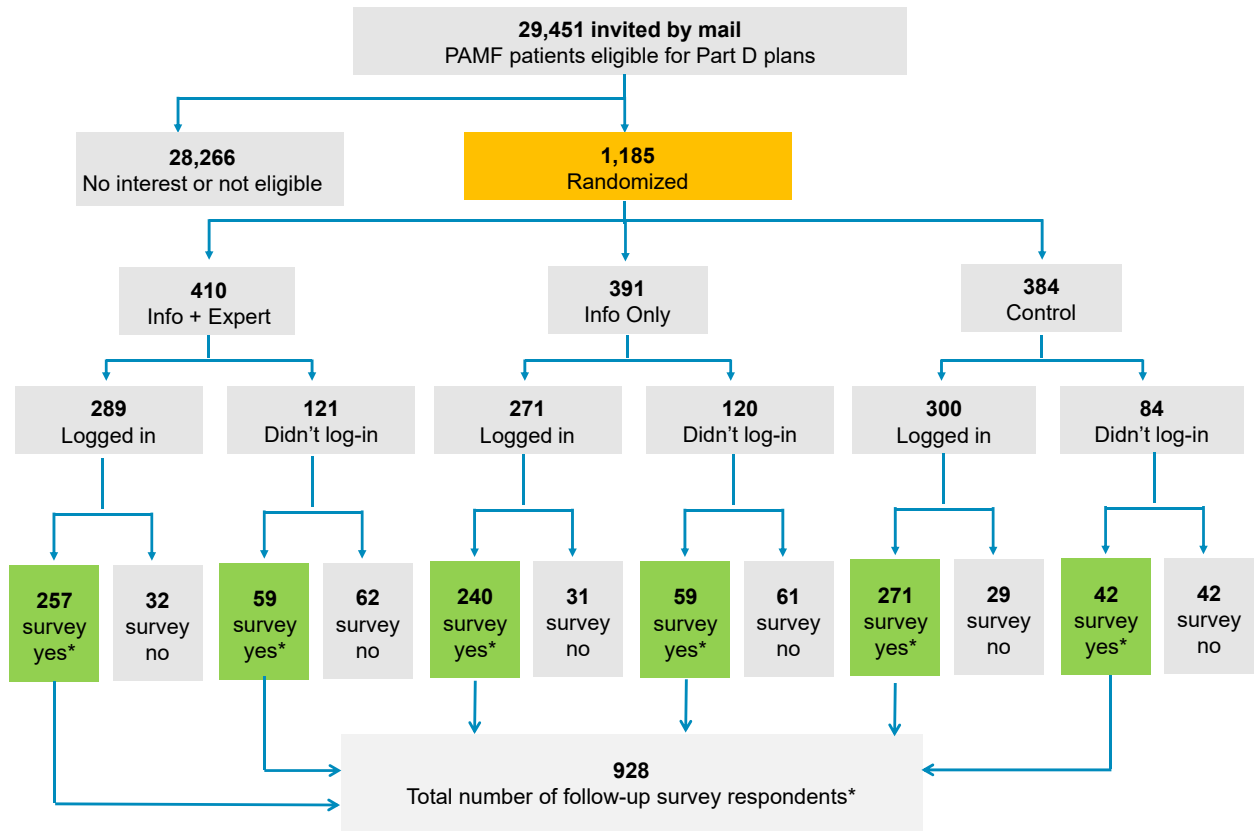 29,451 invited by mail
PAMF patients eligible for Part D plans
28,266
No interest or not eligible
1,185
Randomized
410
Info + Expert
391
Info Only
384
Control
289
Logged in
121
Didn’t log-in
271
Logged in
120
Didn’t log-in
300
Logged in
84
Didn’t log-in
257
survey
yes*
32
survey
no
59
survey
yes*
62
survey
no
240
survey
yes*
31
survey
no
59
survey
yes*
61
survey
no
271
survey
yes*
29
survey
no
42
survey
yes*
42
survey
no
928
Total number of follow-up survey respondents*